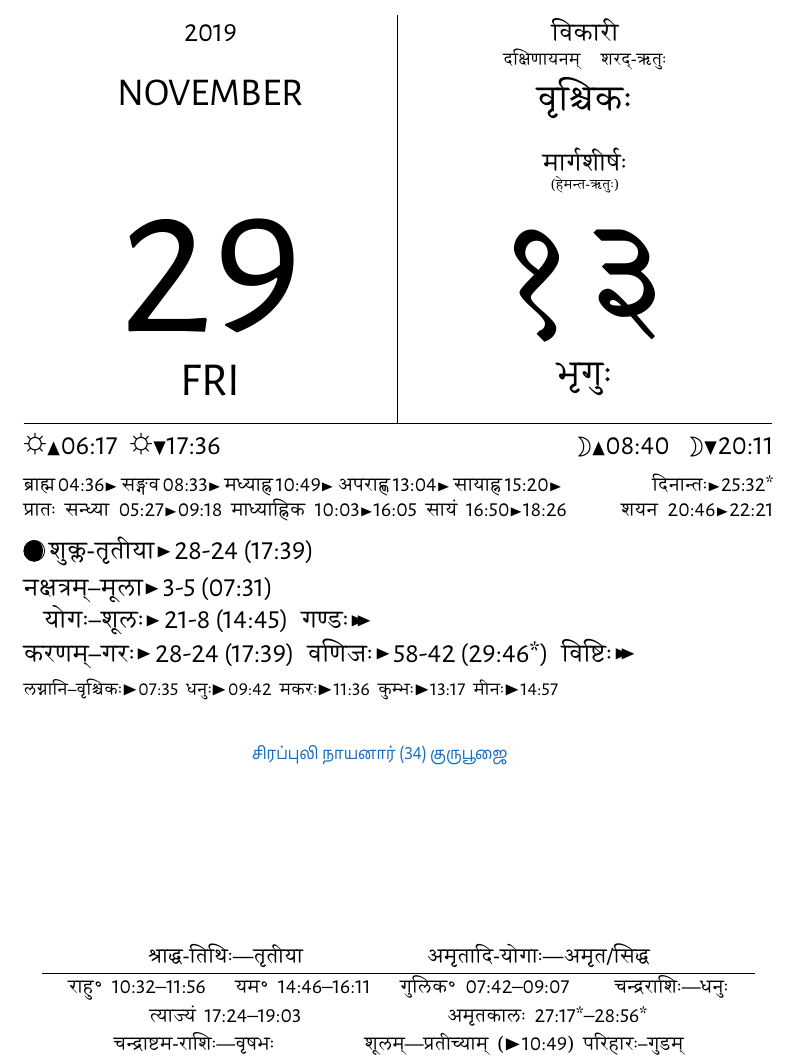 2019
NOVEMBER
29
FRI
विकारी
दक्षिणायनम् शरद्-ऋतुः
वृश्चिकः
मार्गशीर्षः
(हेमन्त-ऋतुः)
१३
भृगुः
☼▲06:17 ☼▼17:36 ☽▲08:40 ☽▼20:11
ब्राह्म 04:36► सङ्गव 08:33► मध्याह्न 10:49► अपराह्ण 13:04► सायाह्न 15:20► दिनान्तः►25:32*
प्रातः सन्ध्या 05:27►09:18 माध्याह्निक 10:03►16:05 सायं 16:50►18:26 शयन 20:46►22:21
शुक्ल-तृतीया►28-24 (17:39)
नक्षत्रम्–मूला►3-5 (07:31)
योगः–शूलः►21-8 (14:45) गण्डः►►
करणम्–गरः►28-24 (17:39) वणिजः►58-42 (29:46*) विष्टिः►►
लग्नानि–वृश्चिकः►07:35 धनुः►09:42 मकरः►11:36 कुम्भः►13:17 मीनः►14:57
சிரப்புலி நாயனார் (34) குருபூஜை
श्राद्ध-तिथिः—तृतीया अमृतादि-योगाः—अमृत/सिद्ध
राहु° 10:32–11:56 यम° 14:46–16:11 गुलिक° 07:42–09:07 चन्द्रराशिः—धनुः
त्याज्यं 17:24–19:03 अमृतकालः 27:17*–28:56*
चन्द्राष्टम-राशिः—वृषभः शूलम्—प्रतीच्याम् (►10:49) परिहारः–गुडम्